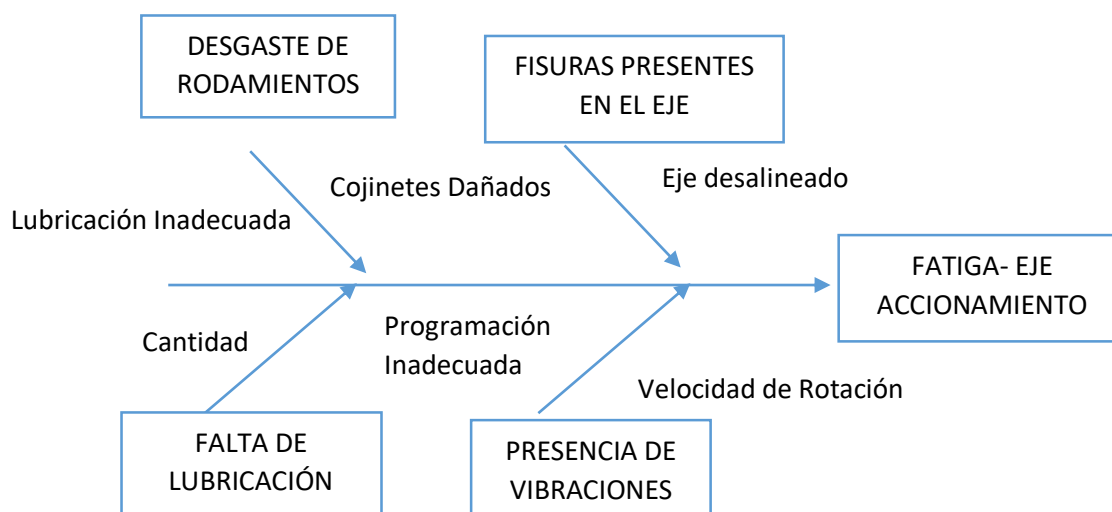 DESGASTE DE
RODAMIENTOS
FISURAS PRESENTES
EN EL EJE
Cojinetes Dañados
Eje desalineado
Lubricación Inadecuada
FATIGA- EJE
ACCIONAMIENTO
Cantidad
Programación
Inadecuada
Velocidad de Rotación
FALTA DE
LUBRICACIÓN
PRESENCIA DE
VIBRACIONES